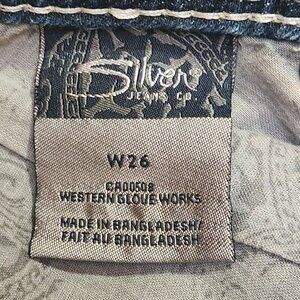 Silver
JEANS CO.
W26
CA00508
WESTERN GLOVE WORKS
MADE IN BANGLADESH/
FAIT AU BANGLADESH